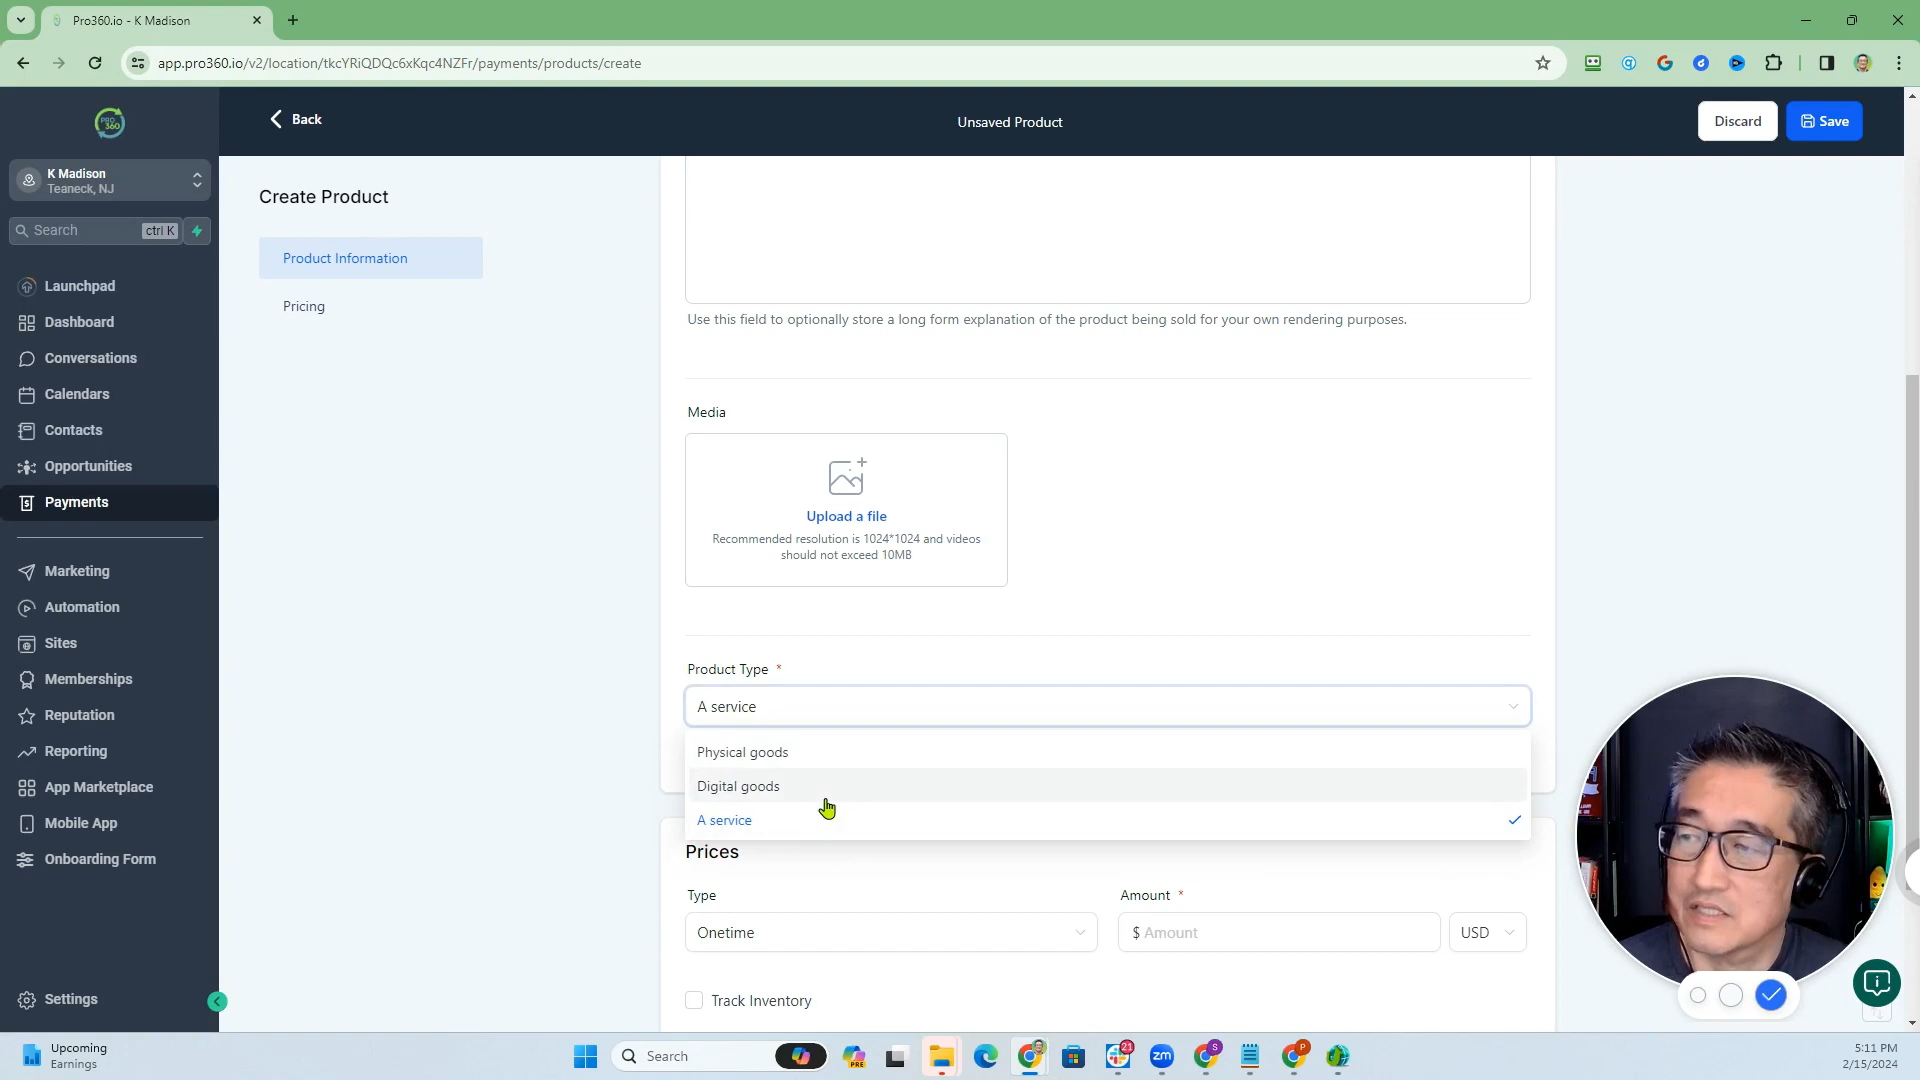 Pro360.io - K Madison
app.pro360.io/v2/location/tkcYRiQDQc6xKqc4NZFr/payments/products/create
PRO
360
Back
Unsaved Product
Discard
Save
K Madison
Teaneck, NJ
Search
ctrl K
Launchpad
Dashboard
Conversations
Calendars
Contacts
Opportunities
Payments
Marketing
Automation
Sites
Memberships
Reputation
Reporting
App Marketplace
Mobile App
Onboarding Form
Settings
Create Product
Product Information
Pricing
Use this field to optionally store a long form explanation of the product being sold for your own rendering purposes.
Media
Upload a file
Recommended resolution is 1024*1024 and videos
should not exceed 10MB
Product Type *
A service
Physical goods
Digital goods
A service
Prices
Type
Amount *
Onetime
$ Amount
USD
Track Inventory
Upcoming
Earnings
Search
PRE
21
zm
S
P
5:11 PM
2/15/2024